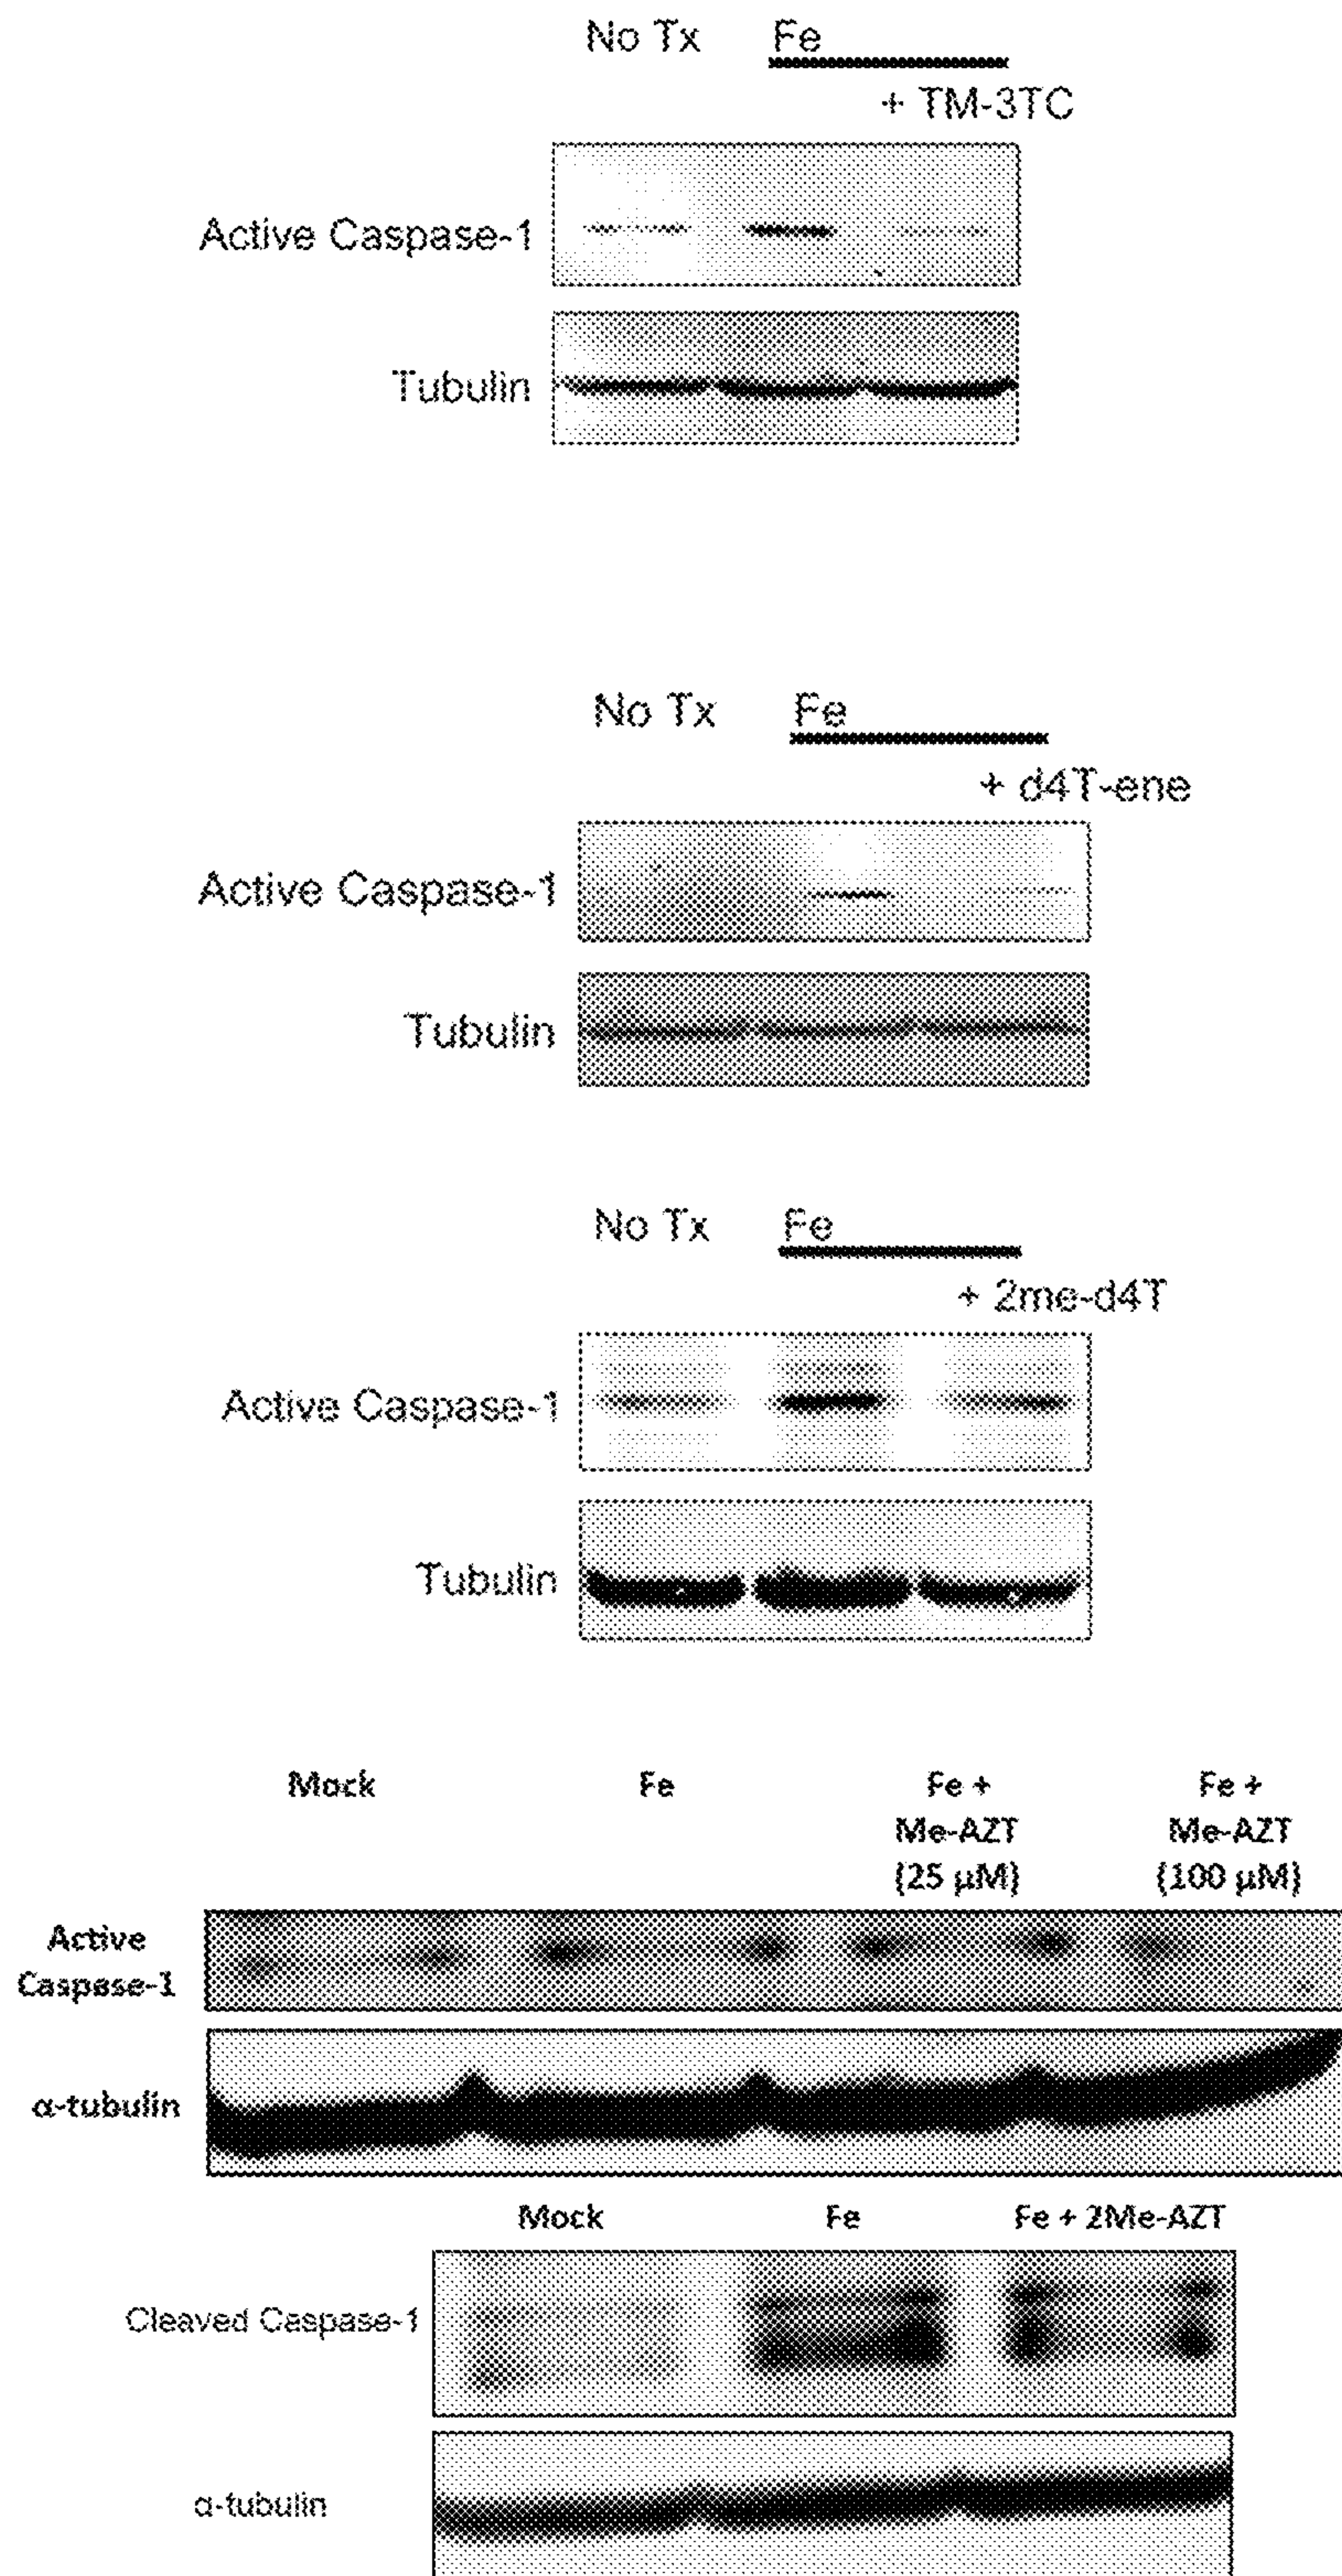 No Tx Fe
+ TM-3TC
Active Caspase-1
Tubulin
No Tx Fe
+ d4T-ene
Active Caspase-1
Tubulin
No Tx Fe
+ 2me-d4T
Active Caspase-1
Tubulin
Mock Fe Fe + Fe +
Me-AZT Me-AZT
(25 µM) (100 µM)
Active
Caspase-1
α-tubulin
Mock Fe Fe + 2Me-AZT
Cleaved Caspase-1
α-tubulin